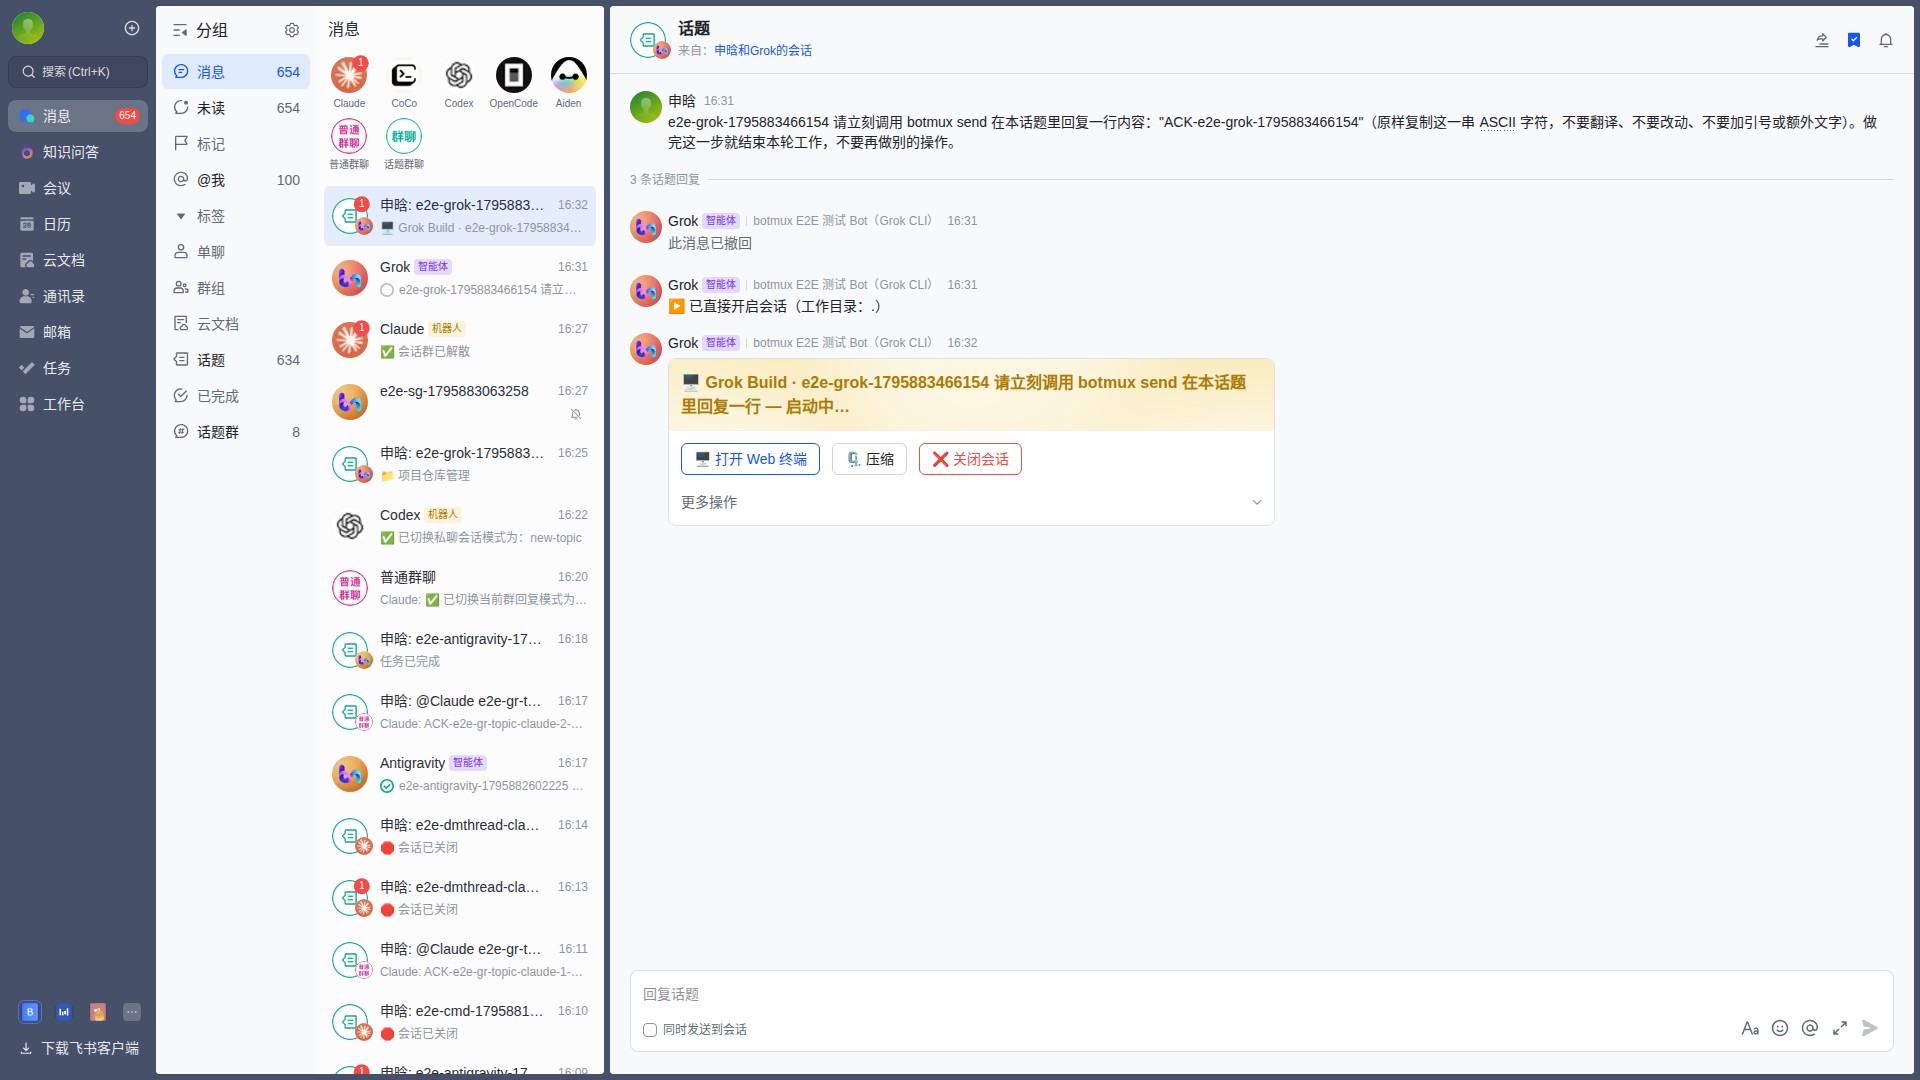 搜索 (Ctrl+K)
消息 654
知识问答
会议
日历
云文档
通讯录
邮箱
任务
工作台
下载飞书客户端
分组
消息 654
未读 654
标记
@我 100
标签
单聊
群组
云文档
话题 634
已完成
话题群 8
消息
1
Claude CoCo Codex OpenCode Aiden
普通群聊 群聊
普通群聊 话题群聊
1 申晗: e2e-grok-1795883... 16:32
Grok Build · e2e-grok-17958834...
Grok 智能体 16:31
e2e-grok-1795883466154 请立...
1 Claude 机器人 16:27
会话群已解散
e2e-sg-1795883063258 16:27
申晗: e2e-grok-1795883... 16:25
项目仓库管理
Codex 机器人 16:22
已切换私聊会话模式为：new-topic
普通群聊 普通群聊 16:20
Claude: 已切换当前群回复模式为...
申晗: e2e-antigravity-17... 16:18
任务已完成
申晗: @Claude e2e-gr-t... 16:17
Claude: ACK-e2e-gr-topic-claude-2-...
Antigravity 智能体 16:17
e2e-antigravity-1795882602225 ...
申晗: e2e-dmthread-cla... 16:14
会话已关闭
1 申晗: e2e-dmthread-cla... 16:13
会话已关闭
申晗: @Claude e2e-gr-t... 16:11
Claude: ACK-e2e-gr-topic-claude-1-...
申晗: e2e-cmd-1795881... 16:10
会话已关闭
1 申晗: e2e-antigravity-17... 16:09
话题
来自：申晗和Grok的会话
申晗 16:31
e2e-grok-1795883466154 请立刻调用 botmux send 在本话题里回复一行内容："ACK-e2e-grok-1795883466154"（原样复制这一串 ASCII 字符，不要翻译、不要改动、不要加引号或额外文字）。做
完这一步就结束本轮工作，不要再做别的操作。
3 条话题回复
Grok 智能体 botmux E2E 测试 Bot（Grok CLI） 16:31
此消息已撤回
Grok 智能体 botmux E2E 测试 Bot（Grok CLI） 16:31
已直接开启会话（工作目录：.）
Grok 智能体 botmux E2E 测试 Bot（Grok CLI） 16:32
Grok Build · e2e-grok-1795883466154 请立刻调用 botmux send 在本话题
里回复一行 — 启动中…
打开 Web 终端 压缩 关闭会话
更多操作
回复话题
同时发送到会话